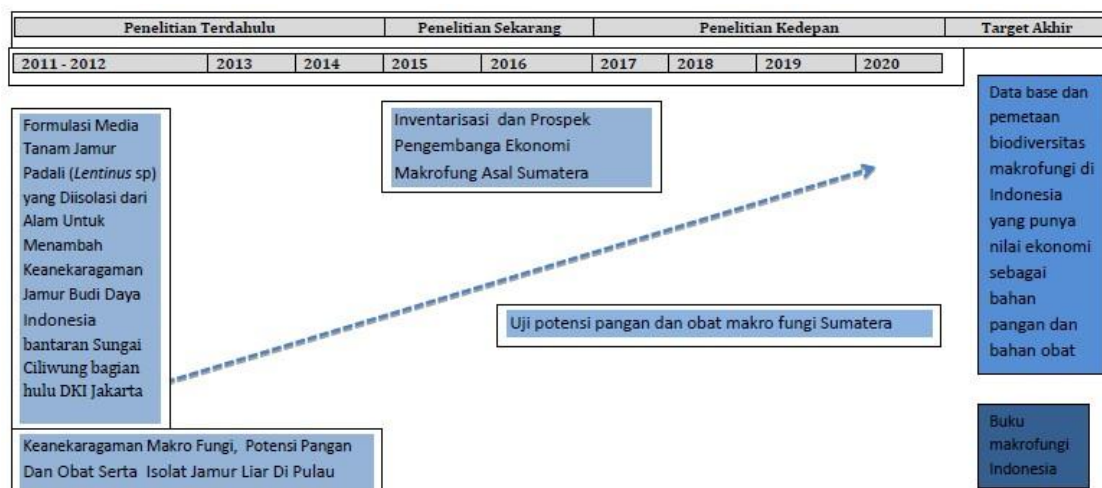 Penelitian Terdahulu Penelitian Sekarang Penelitian Kedepan Target Akhir
2011 - 2012 2013 2014 2015 2016 2017 2018 2019 2020
Formulasi Media
Tanam Jamur
Padali (Lentinus sp)
yang Diisolasi dari
Alam Untuk
Menambah
Keanekaragaman
Jamur Budi Daya
Indonesia
bantaran Sungai
Ciliwung bagian
hulu DKI Jakarta
Keanekaragaman Makro Fungi, Potensi Pangan
Dan Obat Serta Isolat Jamur Liar Di Pulau
Inventarisasi dan Prospek
Pengembanga Ekonomi
Makrofung Asal Sumatera
Uji potensi pangan dan obat makro fungi Sumatera
Data base dan
pemetaan
biodiversitas
makrofungi di
Indonesia
yang punya
nilai ekonomi
sebagai
bahan
pangan dan
bahan obat
Buku
makrofungi
Indonesia